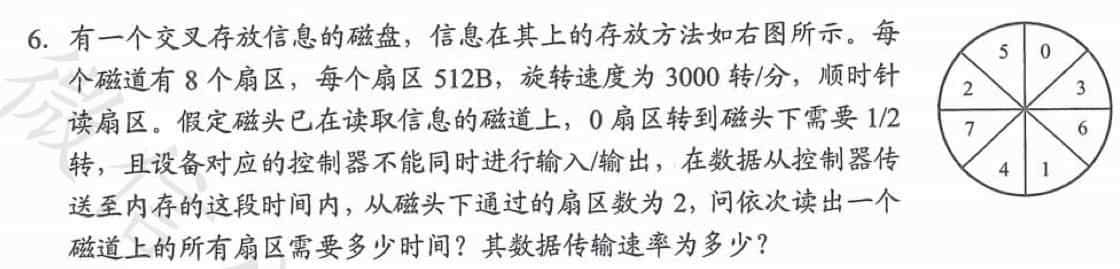 6. 有一个交叉存放信息的磁盘，信息在其上的存放方法如右图所示。每
个磁道有 8 个扇区，每个扇区 512B，旋转速度为 3000 转/分，顺时针
读扇区。假定磁头已在读取信息的磁道上，0 扇区转到磁头下需要 1/2
转，且设备对应的控制器不能同时进行输入/输出，在数据从控制器传
送至内存的这段时间内，从磁头下通过的扇区数为 2，问依次读出一个
磁道上的所有扇区需要多少时间？其数据传输速率为多少？
5 0
2 3
7 6
4 1
微信